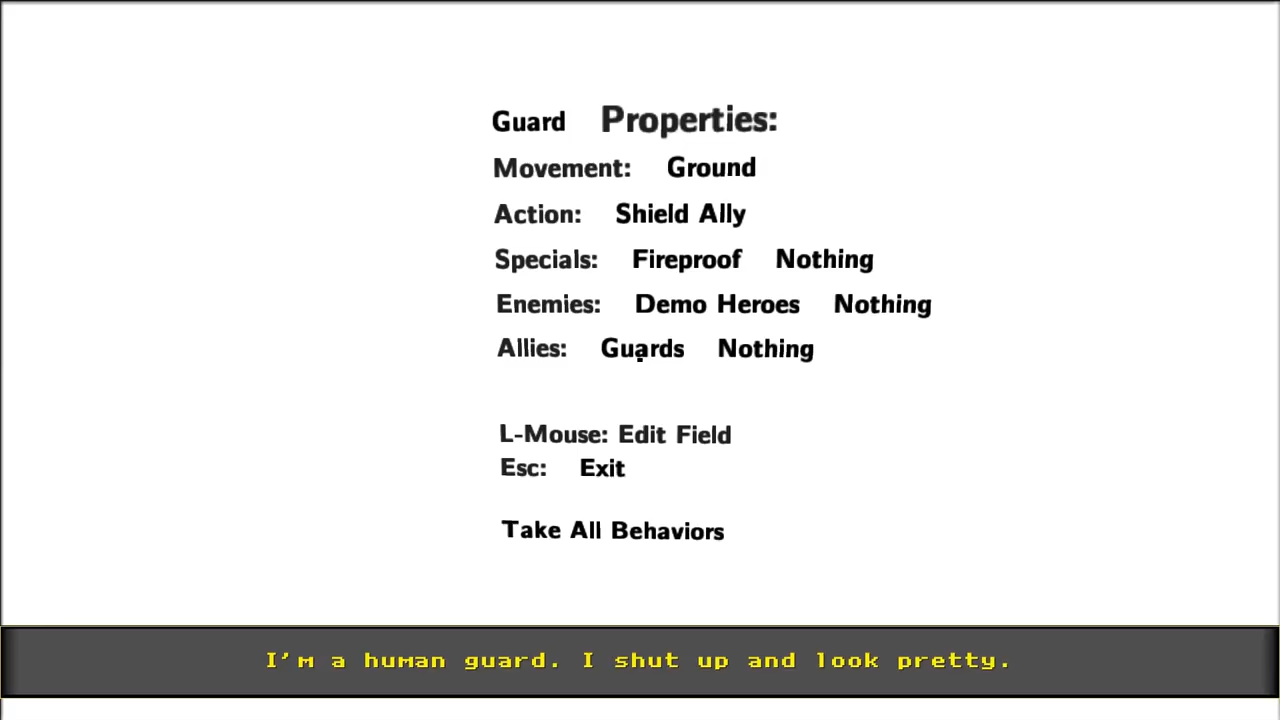 Guard Properties:
Movement: Ground
Action: Shield Ally
Specials: Fireproof Nothing
Enemies: Demo Heroes Nothing
Allies: Guards Nothing
L-Mouse: Edit Field
Esc: Exit
Take All Behaviors
I'm a human guard. I shut up and look pretty.